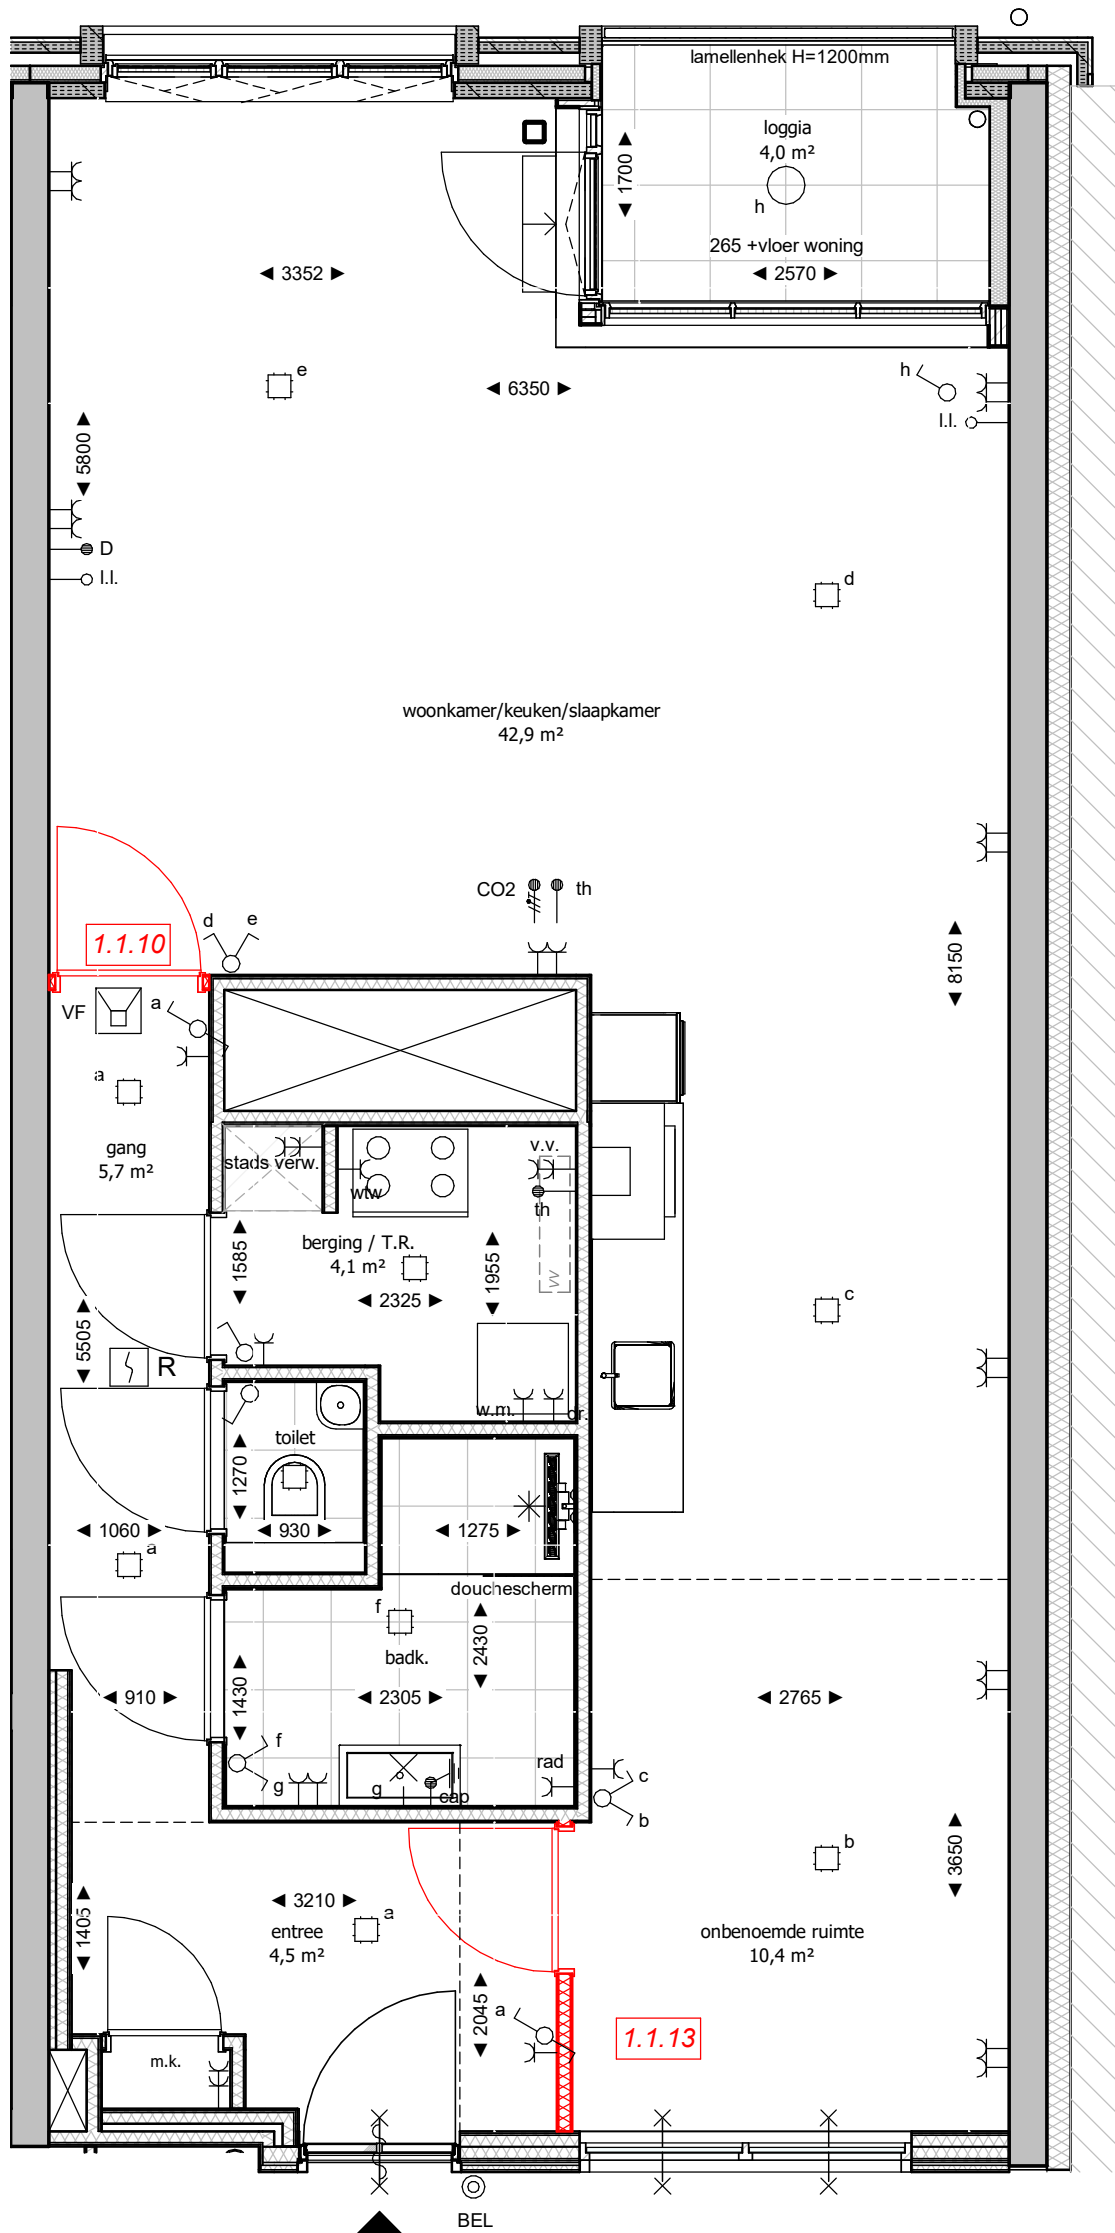 lamellenhek H=1200mm
loggia
4,0 m²
1700
h
265 +vloer woning
3352
2570
e
6350
h
l.l.
5800
D
l.l.
d
woonkamer/keuken/slaapkamer
42,9 m²
CO2
th
d
e
1.1.10
8150
VF
a
a
gang
5,7 m²
stads verw.
wtw
v.v.
th
berging / T.R.
4,1 m²
1585
1955
vv
2325
c
5505
R
w.m.
dr.
toilet
1270
1060
930
1275
a
douchescherm
f
badk.
2430
910
1430
2305
2765
f
g
g
cap
rad
c
b
b
3650
3210
a
1405
entree
4,5 m²
onbenoemde ruimte
10,4 m²
2045
a
1.1.13
m.k.
BEL